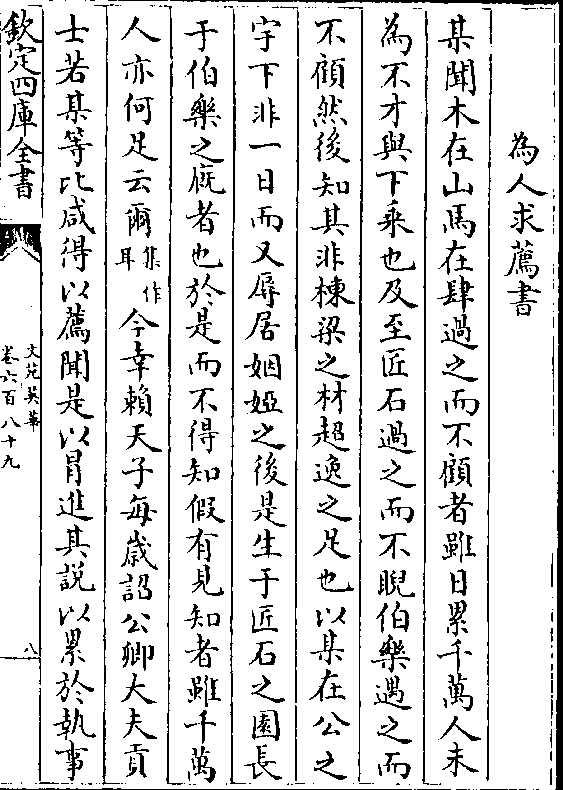 為人求薦書
某聞木在山馬在肆過之而不顧者雖日累千萬人未
為不才與下乘也及至匠石過之而不睨伯樂遇之而
不顧然後知其非棟梁之材超逸之足也以某在公之
宇下非一日而又辱居姻婭之後是生于匠石之園長
于伯樂之廐者也於是而不得知假有見知者雖千萬
人亦何足云爾集作耳今幸賴天子每歳詔公卿大夫貢
士若某等比咸得以薦聞是以冒進其説以累於執事
欽定四庫全書
文苑英華
卷六百八十九
八